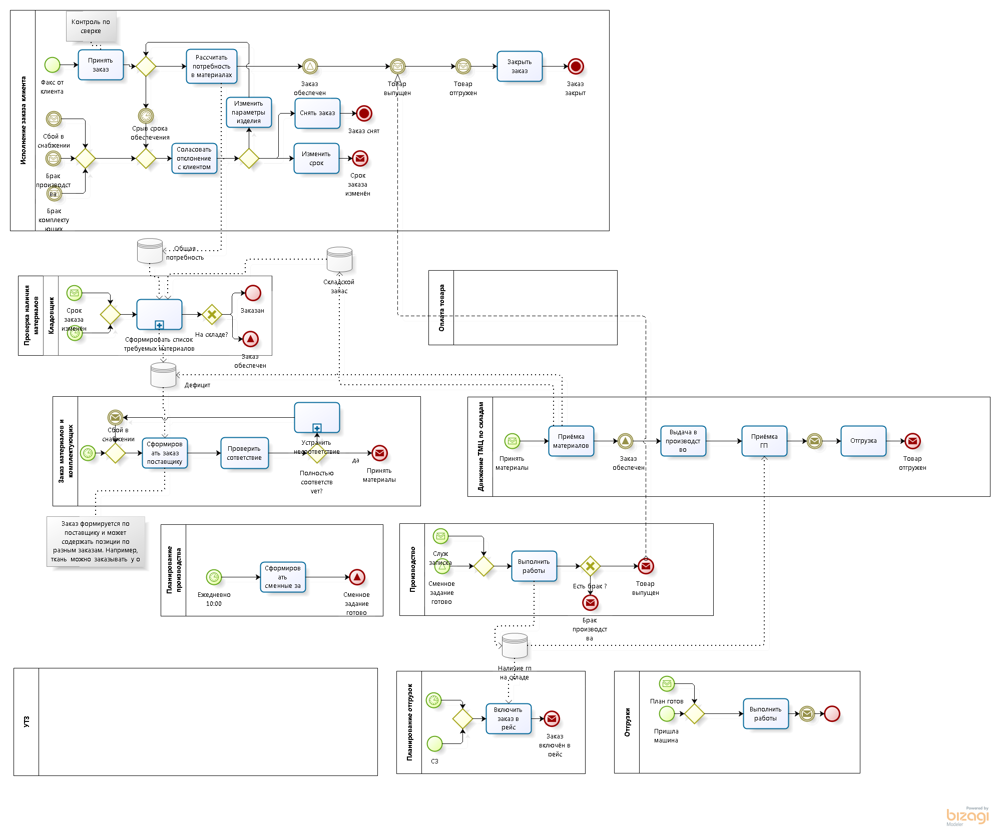 Исполнение заказа клиента
Контроль по
сверке
Факс от
клиента
Принять
заказ
Рассчитать
потребность
в материалах
Заказ
обеспечен
Товар
выпущен
Товар
отгружен
Закрыть
заказ
Заказ
закрыт
Сбой в
снабжении
Срыв срока
обеспечения
Изменить
параметры
изделия
Снять заказ
Заказ снят
Брак
производст
ва
Соласовать
отклонение
с клиентом
Изменить
срок
Срок
заказа
изменён
Брак
комплекту
ющих
Общая
потребность
Складской
запас
Проверка наличия
материалов
Кладовщик
Срок
заказа
изменён
Сформировать список
требуемых материалов
На складе?
Заказан
Заказ
обеспечен
Оплата товара
Дефицит
Заказ материалов и
комплектующих
Сбой в
снабжении
Сформиров
ать заказ
поставщику
Проверить
сответствие
Устранить
несоответствие
Полностью
соответств
ует?
да
Принять
материалы
Заказ формируется по
поставщику и может
содержать позиции по
разным заказам. Например,
ткань можно заказывать у о
Движение ТМЦ по складам
Принять
материалы
Приёмка
материалов
Заказ
обеспечен
Выдача в
производст
во
Приёмка
ГП
Отгрузка
Товар
отгружен
Планирование
производства
Ежедневно
10:00
Сформиров
ать
сменные за
Сменное
задание
готово
Производство
Служ
записка
Сменное
задание
готово
Выполнить
работы
Есть брак ?
Товар
выпущен
Брак
производст
ва
Наличие гп
на складе
УТЗ
Планирование отгрузок
СЗ
Включить
заказ в
рейс
Заказ
включён в
рейс
Отгрузки
План готов
Пришла
машина
Выполнить
работы
Powered by
bizagi
Modeler